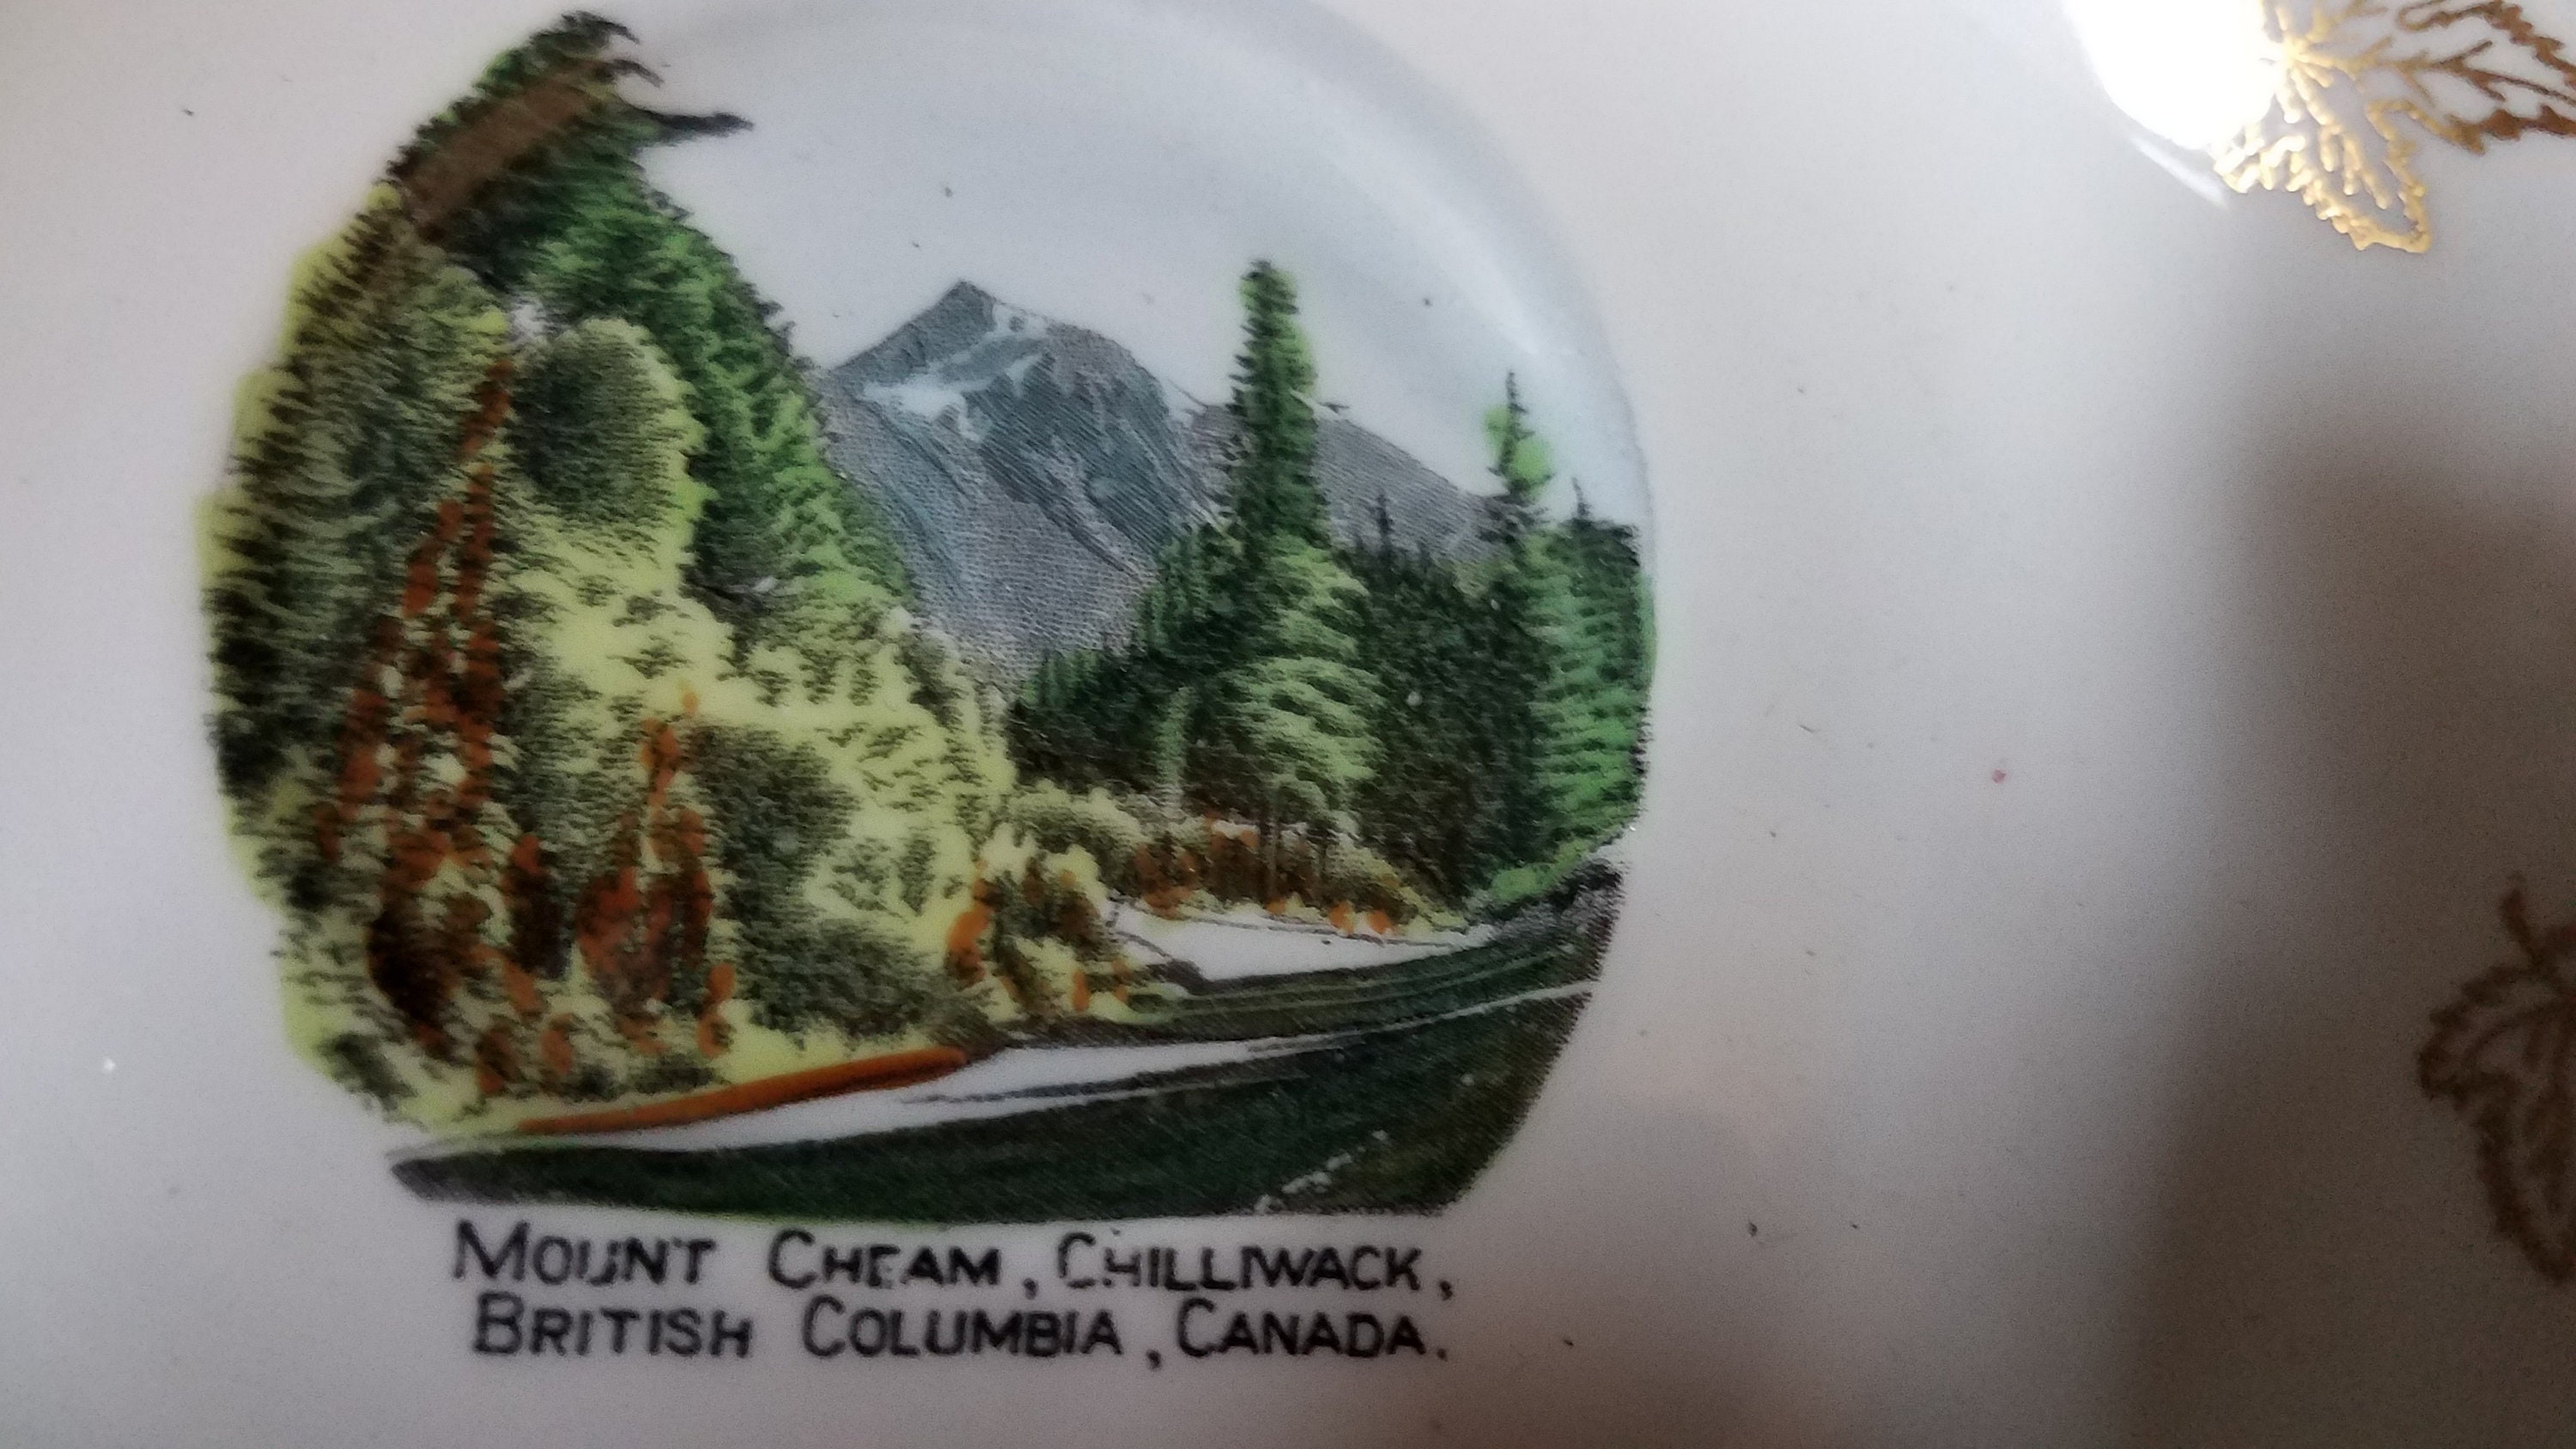 MOUNT CHEAM, CHILLIWACK,
BRITISH COLUMBIA, CANADA.